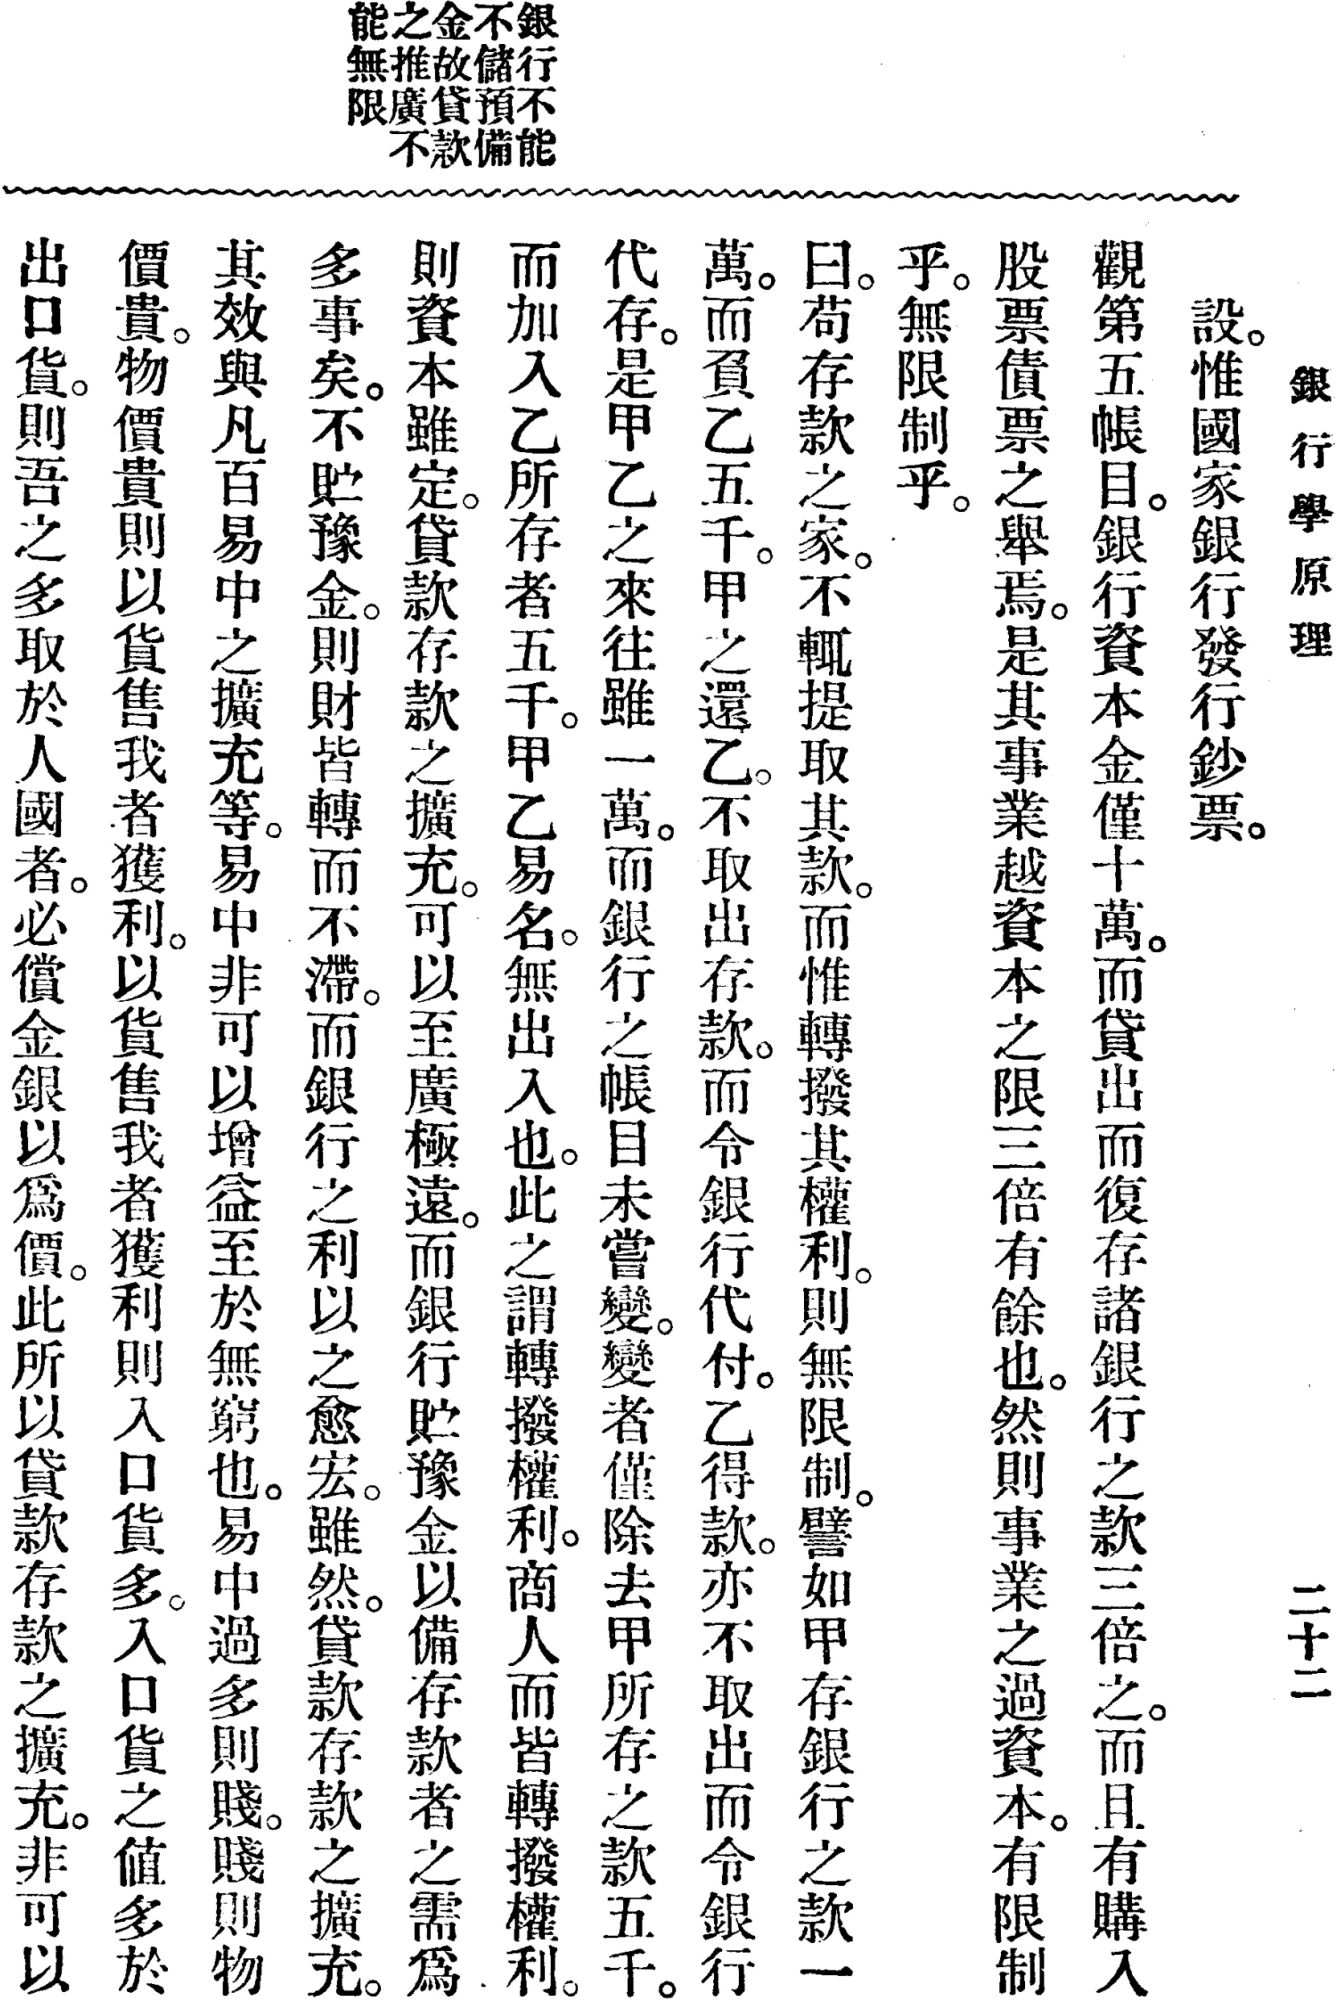 銀行學原理
二十二
銀行不能
不儲預備
金故貸款
之推廣不
能無限
設。惟國家銀行發行鈔票。
觀第五帳目。銀行資本金僅十萬。而貸出而復存諸銀行之款三倍之。而且有購入
股票債票之舉焉。是其事業越資本之限三倍有餘也。然則事業之過資本。有限制
乎。無限制乎。
曰。苟存款之家。不輒提取其款。而惟轉撥其權利。則無限制。譬如甲存銀行之款一
萬。而負乙五千。甲之還乙。不取出存款。而令銀行代付。乙得款。亦不取出而令銀行
代存。是甲乙之來往雖一萬。而銀行之帳目未嘗變。變者僅除去甲所存之款五千。
而加入乙所存者五千。甲乙易名。無出入也。此之謂轉撥權利。商人而皆轉撥權利。
則資本雖定。貸款存款之擴充。可以至廣極遠。而銀行貯豫金以備存款者之需爲
多事矣。不貯豫金。則財皆轉而不滯。而銀行之利以之愈宏。雖然。貸款存款之擴充。
其效與凡百易中之擴充等。易中非可以增益至於無窮也。易中過多則賤。賤則物
價貴。物價貴則以貨售我者獲利。以貨售我者獲利則入口貨多。入口貨之値多於
出口貨。則吾之多取於人國者。必償金銀以爲價。此所以貸款存款之擴充。非可以